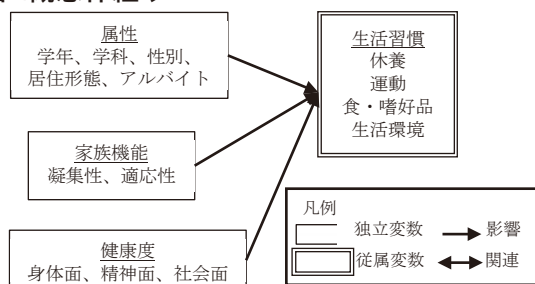 属性
学年、学科、性別、
居住形態、アルバイト
家族機能
凝集性、適応性
健康度
身体面、精神面、社会面
生活習慣
休養
運動
食・嗜好品
生活環境
凡例
独立変数 影響
従属変数 関連